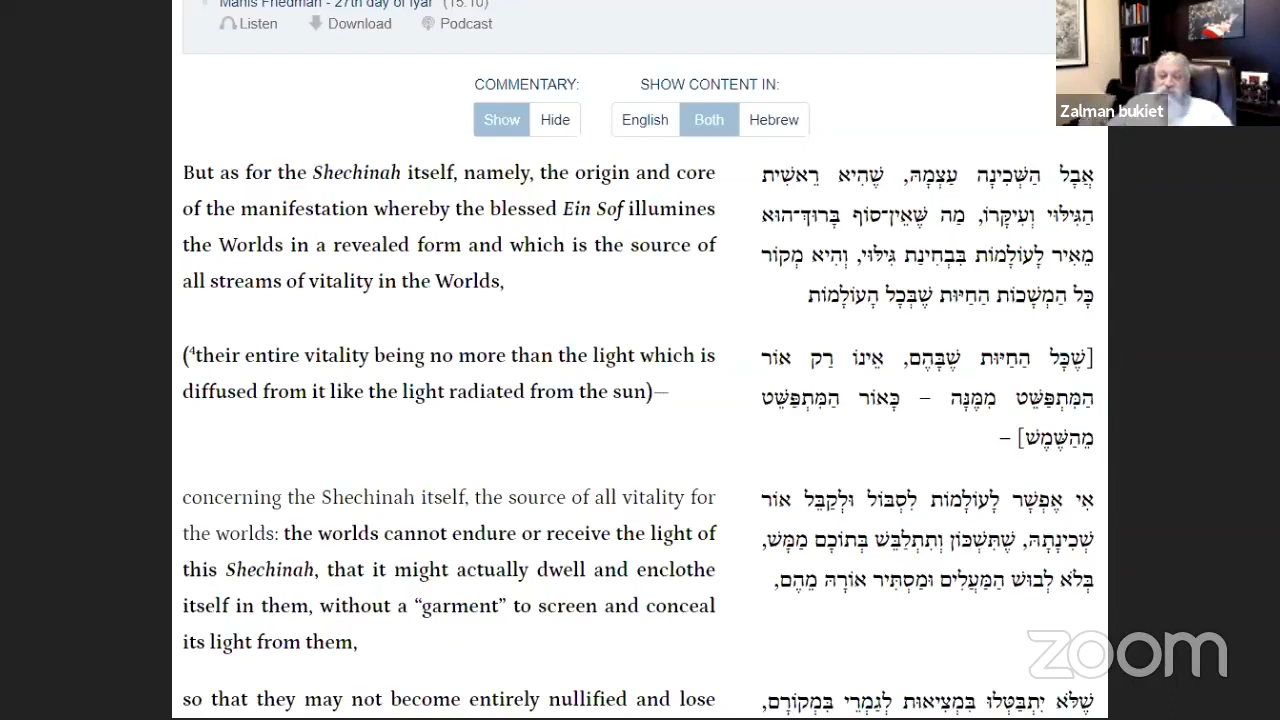 Manis Friedman - 27th day of Iyar (15:10)
Listen Download Podcast
COMMENTARY: SHOW CONTENT IN:
Show Hide English Both Hebrew
Zalman bukiet
But as for the Shechinah itself, namely, the origin and core
of the manifestation whereby the blessed Ein Sof illumines
the Worlds in a revealed form and which is the source of
all streams of vitality in the Worlds,
אֲבָל הַשְּׁכִינָה עַצְמָהּ, שֶׁהִיא רֵאשִׁית
הַגִּילּוּי וְעִיקָּרוֹ, מַה שֶּׁאֵין־סוֹף בָּרוּךְ־הוּא
מֵאִיר לָעוֹלָמוֹת בִּבְחִינַת גִּילּוּי, וְהִיא מְקוֹר
כָּל הַמְשָׁכוֹת הַחַיּוּת שֶׁבְּכָל הָעוֹלָמוֹת
(⁴their entire vitality being no more than the light which is
diffused from it like the light radiated from the sun)—
[שֶׁכָּל הַחַיּוּת שֶׁבָּהֶם, אֵינוֹ רַק אוֹר
הַמִּתְפַּשֵּׁט מִמֶּנָּה – כָּאוֹר הַמִּתְפַּשֵּׁט
מֵהַשֶּׁמֶשׁ] –
concerning the Shechinah itself, the source of all vitality for
the worlds: the worlds cannot endure or receive the light of
this Shechinah, that it might actually dwell and enclothe
itself in them, without a “garment” to screen and conceal
its light from them,
אִי אֶפְשָׁר לָעוֹלָמוֹת לִסְבּוֹל וּלְקַבֵּל אוֹר
שְׁכִינָתָהּ, שֶׁתִּשְׁכּוֹן וְתִתְלַבֵּשׁ בְּתוֹכָם מַמָּשׁ,
בְּלֹא לְבוּשׁ הַמַּעֲלִים וּמַסְתִּיר אוֹרָהּ מֵהֶם,
so that they may not become entirely nullified and lose
שֶׁלֹּא יִתְבַּטְּלוּ בִּמְצִיאוּת לְגַמְרֵי בִּמְקוֹרָם,
zoom